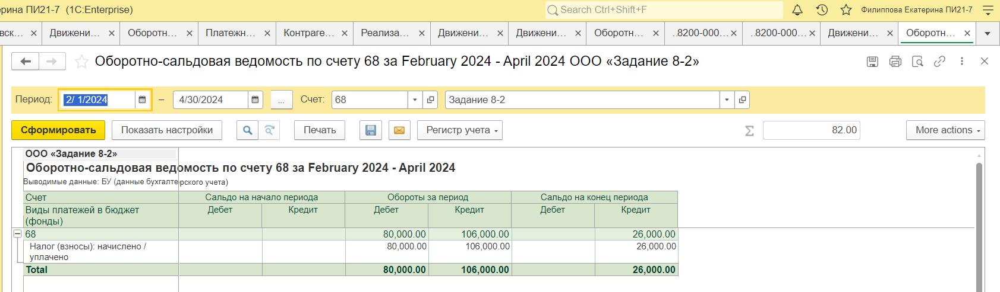 ерина ПИ21-7 (1C:Enterprise)
Search Ctrl+Shift+F
Филиппова Екатерина ПИ21-7
вск... × Движени... × Оборотн... × Платежн... × Контраге... × Реализа... × Движени... × Движени... × Оборотн... × ..8200-000... × ..8200-000... × Движени... × Оборотн... ×
Оборотно-сальдовая ведомость по счету 68 за February 2024 - April 2024 ООО «Задание 8-2»
Период: 2/ 1/2024 – 4/30/2024 ... Счет: 68 Задание 8-2
Сформировать Показать настройки Печать Регистр учета Σ 82.00 More actions
ООО «Задание 8-2»
Оборотно-сальдовая ведомость по счету 68 за February 2024 - April 2024
Выводимые данные: БУ (данные бухгалтерского учета)
Счет Сальдо на начало периода Обороты за период Сальдо на конец периода
Виды платежей в бюджет (фонды) Дебет Кредит Дебет Кредит Дебет Кредит
68 80,000.00 106,000.00 26,000.00
Налог (взносы): начислено / уплачено 80,000.00 106,000.00 26,000.00
Total 80,000.00 106,000.00 26,000.00